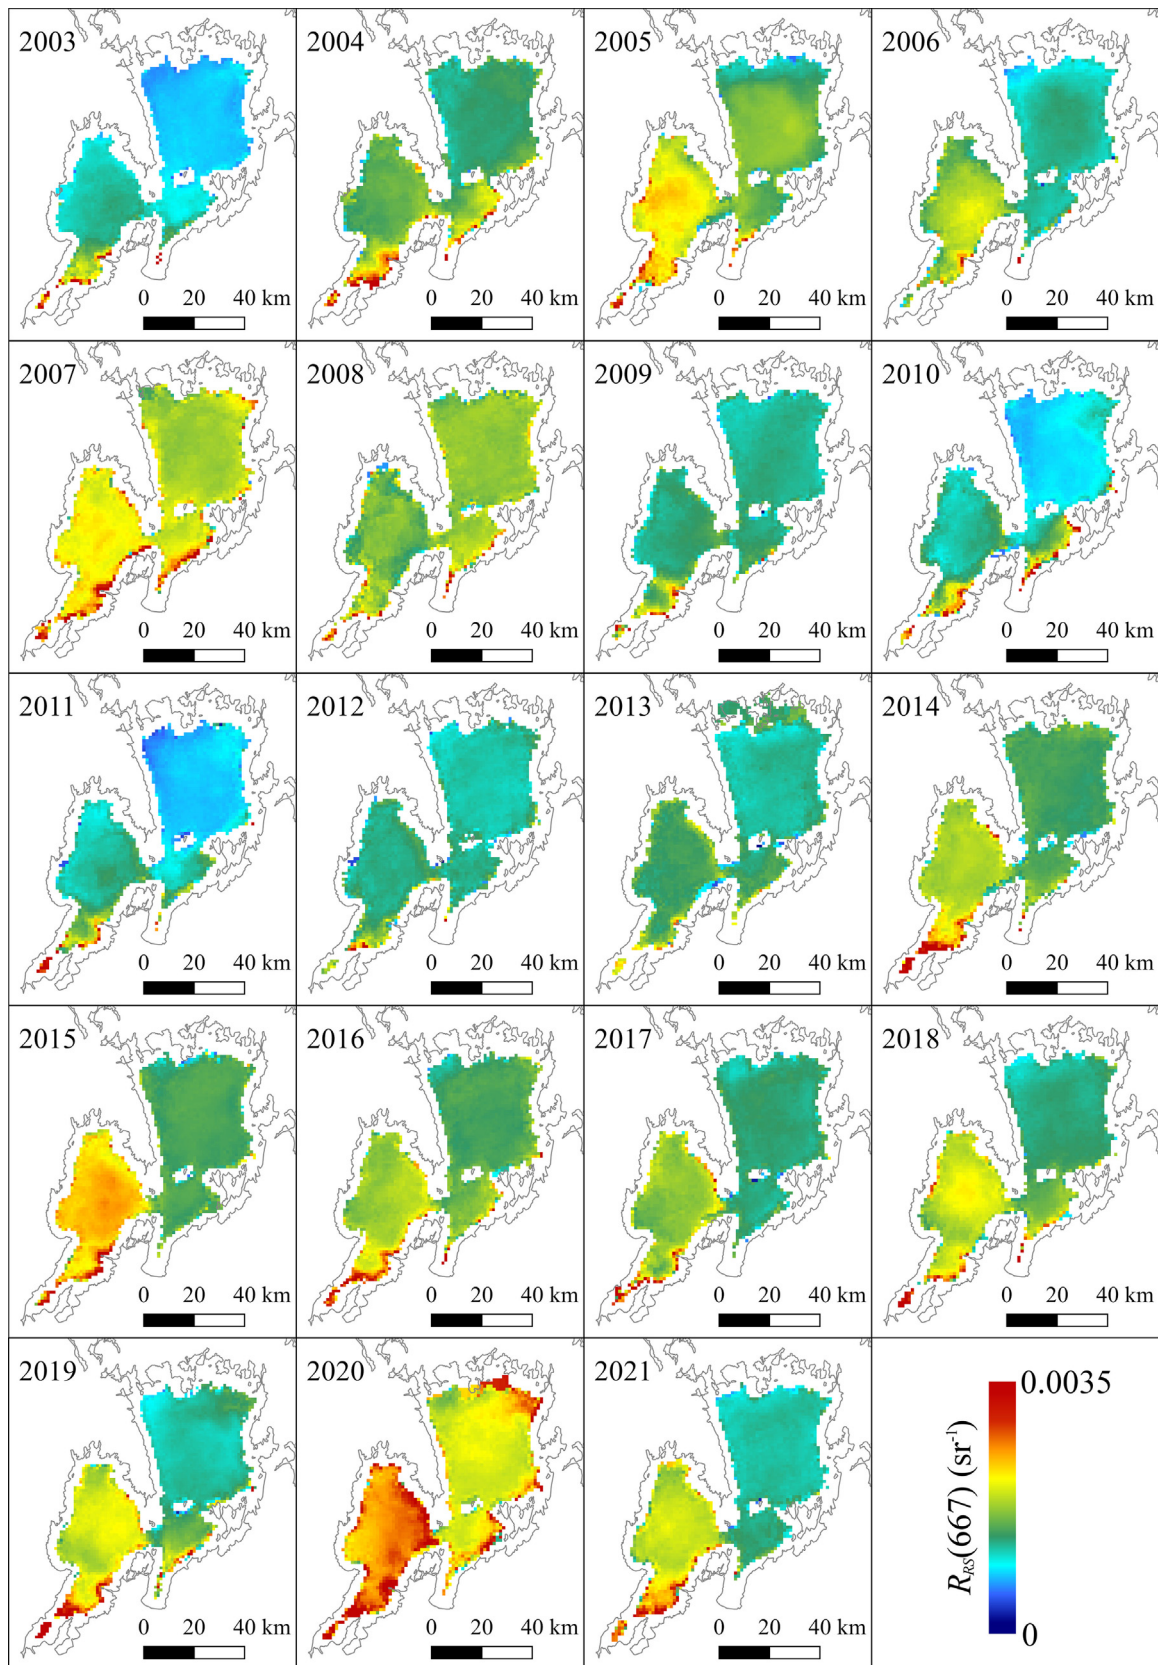 2003 2004 2005 2006
0 20 40 km 0 20 40 km 0 20 40 km 0 20 40 km
2007 2008 2009 2010
0 20 40 km 0 20 40 km 0 20 40 km 0 20 40 km
2011 2012 2013 2014
0 20 40 km 0 20 40 km 0 20 40 km 0 20 40 km
2015 2016 2017 2018
0 20 40 km 0 20 40 km 0 20 40 km 0 20 40 km
2019 2020 2021
0 20 40 km 0 20 40 km 0 20 40 km
0.0035
R_RS(667) (sr⁻¹)
0